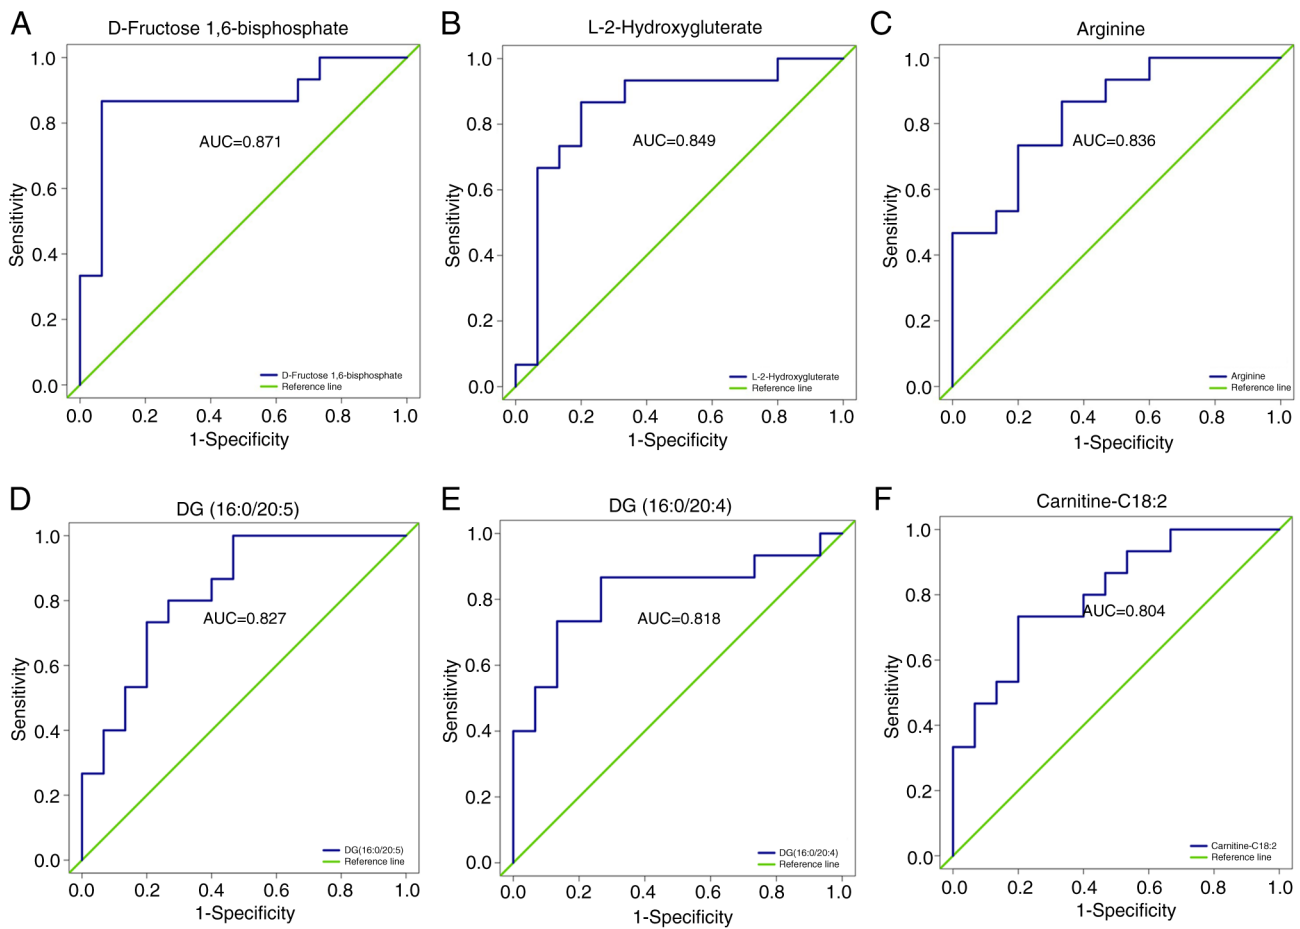 A
D-Fructose 1,6-bisphosphate
1.0
0.8
0.6
0.4
0.2
0.0
Sensitivity
AUC=0.871
D-Fructose 1,6-bisphosphate
Reference line
0.0 0.2 0.4 0.6 0.8 1.0
1-Specificity
B
L-2-Hydroxygluterate
1.0
0.8
0.6
0.4
0.2
0.0
Sensitivity
AUC=0.849
L-2-Hydroxygluterate
Reference line
0.0 0.2 0.4 0.6 0.8 1.0
1-Specificity
C
Arginine
1.0
0.8
0.6
0.4
0.2
0.0
Sensitivity
AUC=0.836
Arginine
Reference line
0.0 0.2 0.4 0.6 0.8 1.0
1-Specificity
D
DG (16:0/20:5)
1.0
0.8
0.6
0.4
0.2
0.0
Sensitivity
AUC=0.827
DG(16:0/20:5)
Reference line
0.0 0.2 0.4 0.6 0.8 1.0
1-Specificity
E
DG (16:0/20:4)
1.0
0.8
0.6
0.4
0.2
0.0
Sensitivity
AUC=0.818
DG(16:0/20:4)
Reference line
0.0 0.2 0.4 0.6 0.8 1.0
1-Specificity
F
Carnitine-C18:2
1.0
0.8
0.6
0.4
0.2
0.0
Sensitivity
AUC=0.804
Carnitine-C18:2
Reference line
0.0 0.2 0.4 0.6 0.8 1.0
1-Specificity